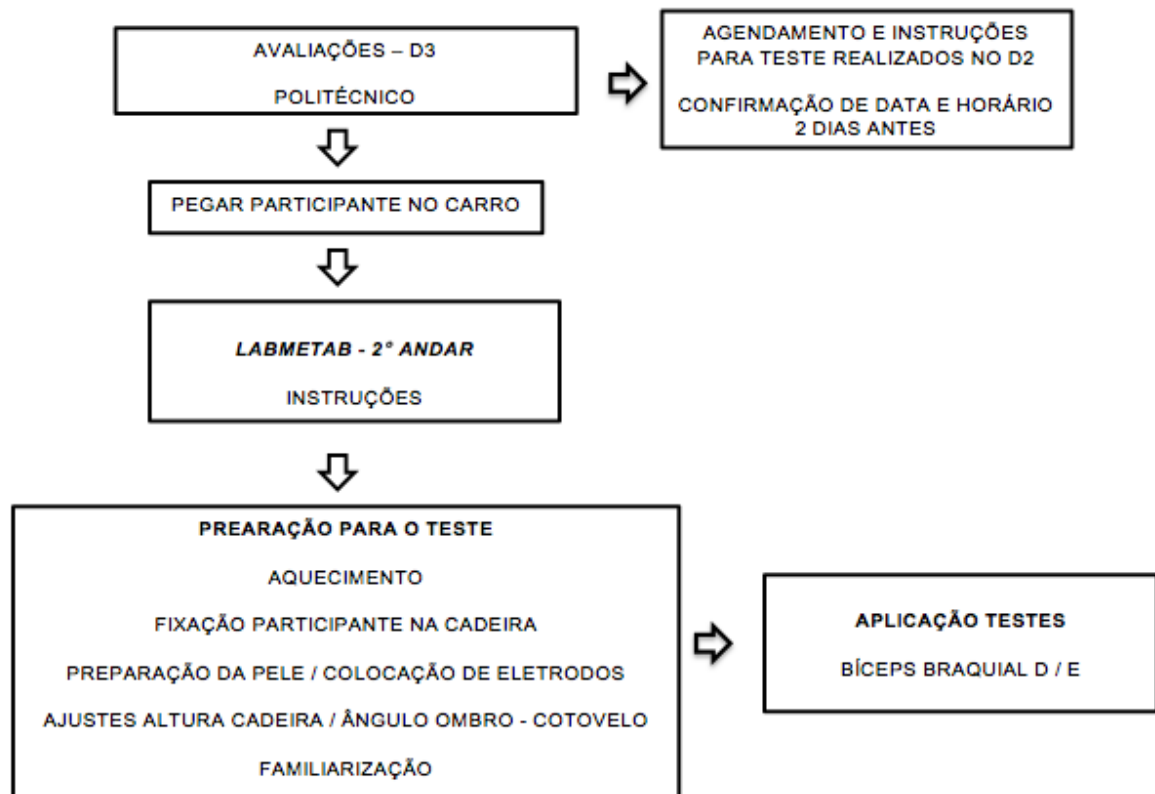 AVALIAÇÕES – D3
POLITÉCNICO
AGENDAMENTO E INSTRUÇÕES
PARA TESTE REALIZADOS NO D2
CONFIRMAÇÃO DE DATA E HORÁRIO
2 DIAS ANTES
PEGAR PARTICIPANTE NO CARRO
LABMETAB - 2° ANDAR
INSTRUÇÕES
PREARAÇÃO PARA O TESTE
AQUECIMENTO
FIXAÇÃO PARTICIPANTE NA CADEIRA
PREPARAÇÃO DA PELE / COLOCAÇÃO DE ELETRODOS
AJUSTES ALTURA CADEIRA / ÂNGULO OMBRO - COTOVELO
FAMILIARIZAÇÃO
APLICAÇÃO TESTES
BÍCEPS BRAQUIAL D / E